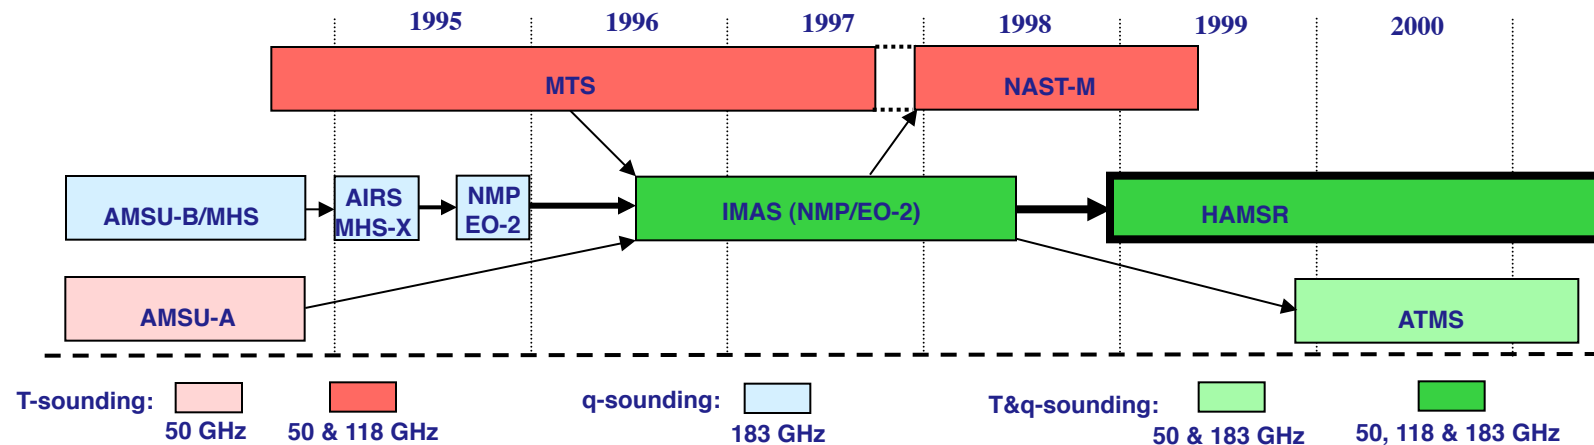 1995 1996 1997 1998 1999 2000
MTS
NAST-M
AMSU-B/MHS
AIRS
MHS-X
NMP
EO-2
IMAS (NMP/EO-2)
HAMSR
AMSU-A
ATMS
T-sounding:
50 GHz
50 & 118 GHz
q-sounding:
183 GHz
T&q-sounding:
50 & 183 GHz
50, 118 & 183 GHz